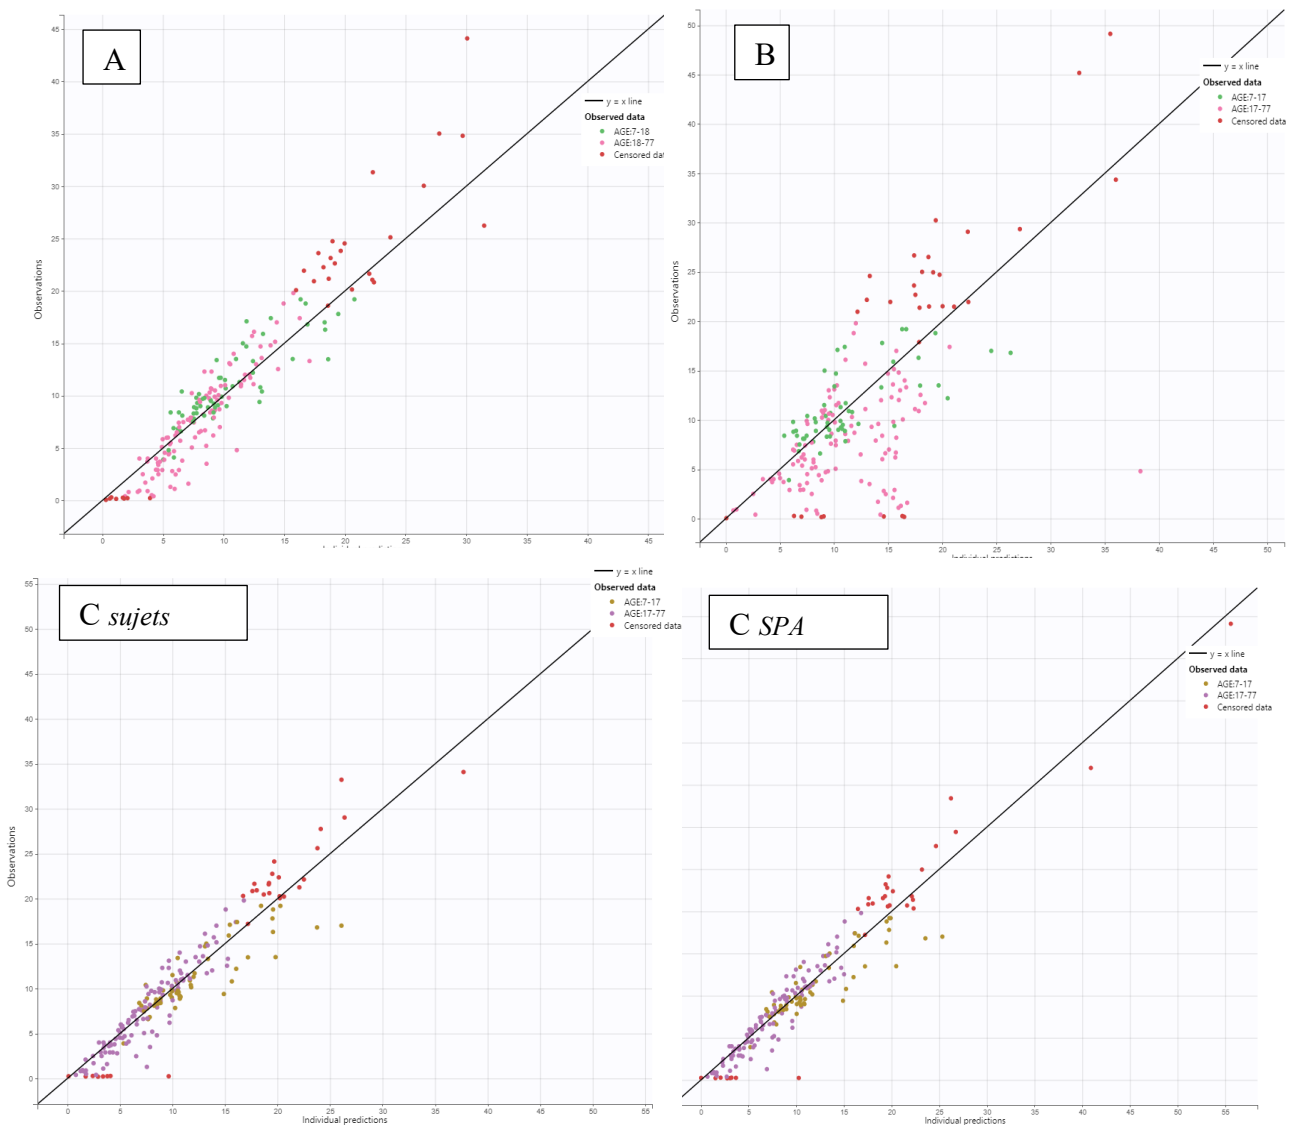 A
45
40
35
30
25
20
15
10
5
0
Observations
0 5 10 15 20 25 30 35 40 45
y = x line
Observed data
AGE:7-18
AGE:18-77
Censored dat
B
50
45
40
35
30
25
20
15
10
5
0
Observations
0 5 10 15 20 25 30 35 40 45 50
Individual predictions
y = x line
Observed data
AGE:7-17
AGE:17-77
Censored data
C sujets
55
50
45
40
35
30
25
20
15
10
5
0
Observations
0 5 10 15 20 25 30 35 40 45 50 55
Individual predictions
y = x line
Observed data
AGE:7-17
AGE:17-77
Censored data
C SPA
0 5 10 15 20 25 30 35 40 45 50 55
Individual predictions
y = x line
Observed data
AGE:7-17
AGE:17-77
Censored data